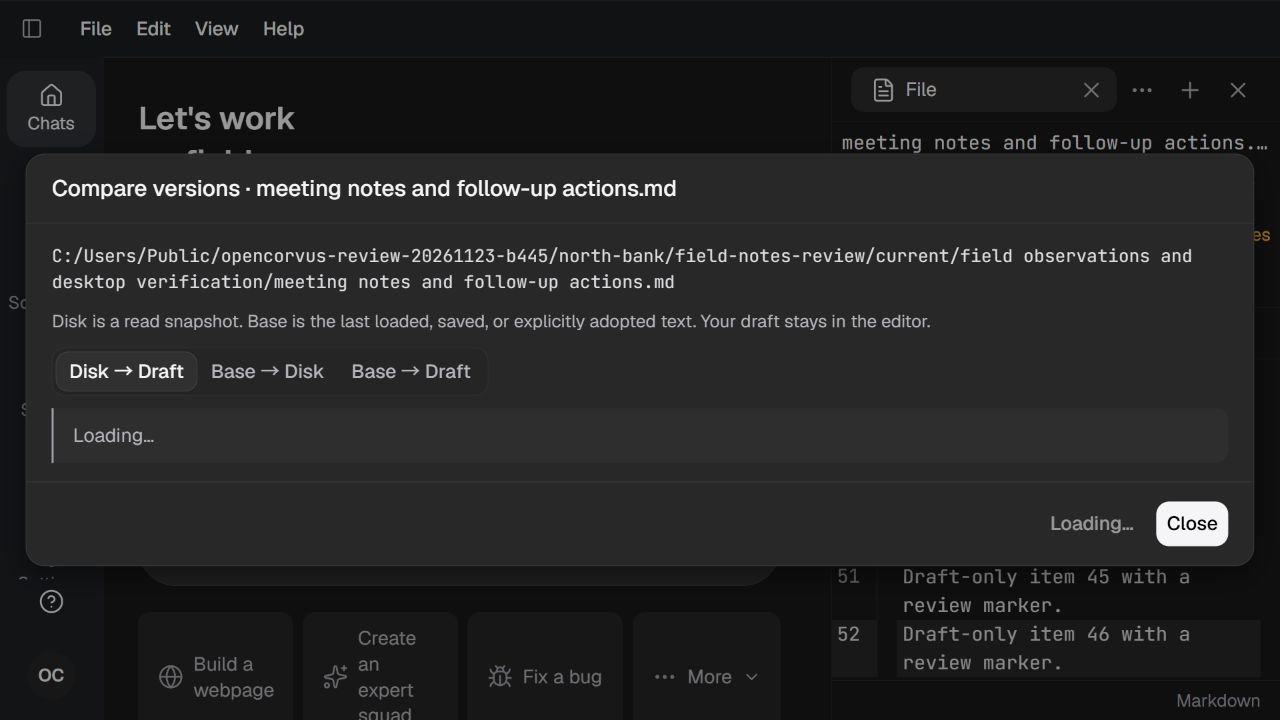 File Edit View Help
Chats
Let's work
File
meeting notes and follow-up actions.…
Compare versions · meeting notes and follow-up actions.md
C:/Users/Public/opencorvus-review-20261123-b445/north-bank/field-notes-review/current/field observations and
desktop verification/meeting notes and follow-up actions.md
Disk is a read snapshot. Base is the last loaded, saved, or explicitly adopted text. Your draft stays in the editor.
Disk → Draft Base → Disk Base → Draft
Loading…
Loading… Close
51 Draft-only item 45 with a
review marker.
52 Draft-only item 46 with a
review marker.
Build a
webpage
Create
an
expert
squad
Fix a bug
More
OC
Markdown